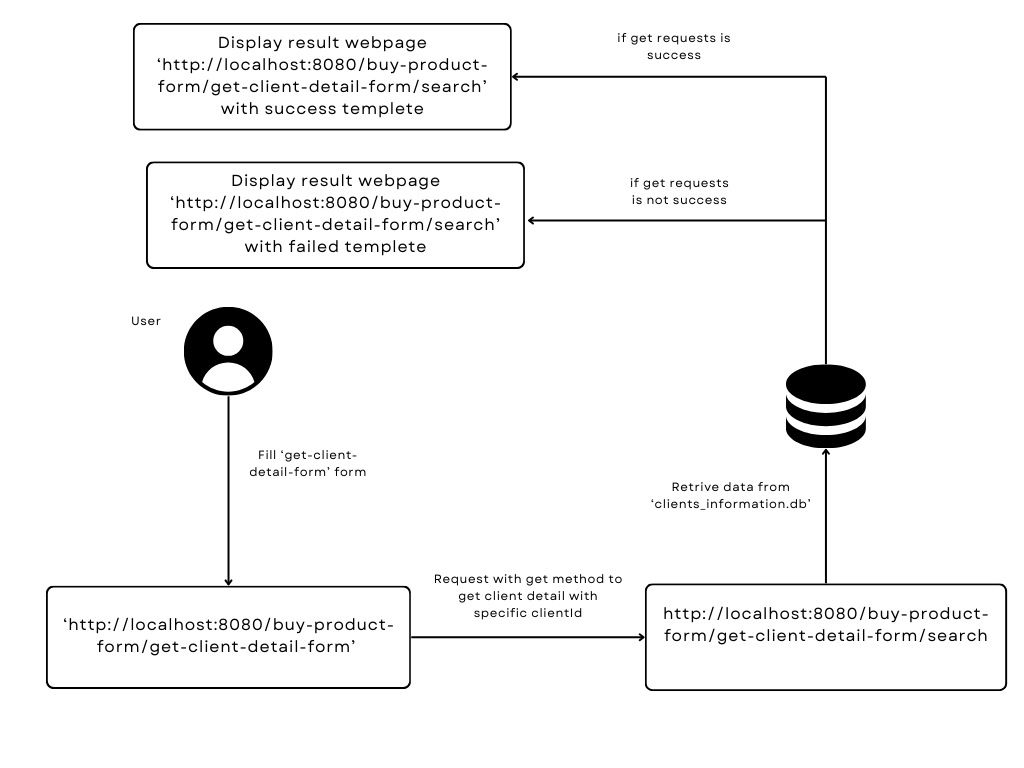 Display result webpage
‘http://localhost:8080/buy-product-
form/get-client-detail-form/search’
with success templete
if get requests is
success
Display result webpage
‘http://localhost:8080/buy-product-
form/get-client-detail-form/search’
with failed templete
if get requests
is not success
User
Fill ‘get-client-
detail-form’ form
Retrive data from
‘clients_information.db’
‘http://localhost:8080/buy-product-
form/get-client-detail-form’
Request with get method to
get client detail with
specific clientId
http://localhost:8080/buy-product-
form/get-client-detail-form/search